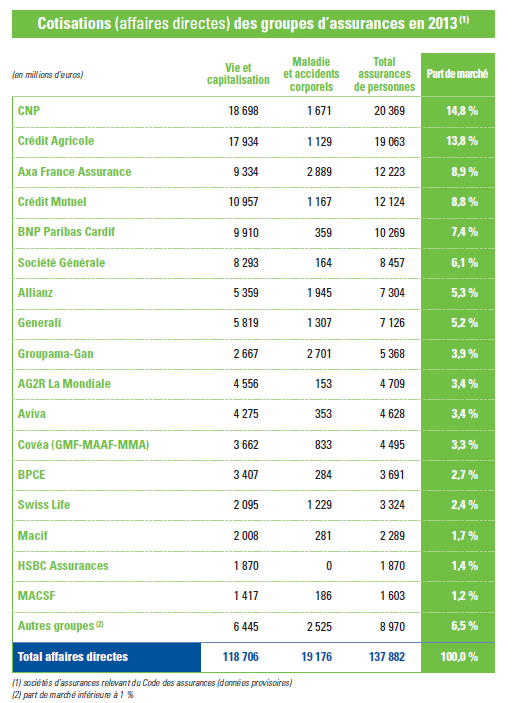 Cotisations (affaires directes) des groupes d'assurances en 2013 (1)
(en millions d'euros) Vie et capitalisation Maladie et accidents corporels Total assurances de personnes Part de marché
CNP 18 698 1 671 20 369 14,8 %
Crédit Agricole 17 934 1 129 19 063 13,8 %
Axa France Assurance 9 334 2 889 12 223 8,9 %
Crédit Mutuel 10 957 1 167 12 124 8,8 %
BNP Paribas Cardif 9 910 359 10 269 7,4 %
Société Générale 8 293 164 8 457 6,1 %
Allianz 5 359 1 945 7 304 5,3 %
Generali 5 819 1 307 7 126 5,2 %
Groupama-Gan 2 667 2 701 5 368 3,9 %
AG2R La Mondiale 4 556 153 4 709 3,4 %
Aviva 4 275 353 4 628 3,4 %
Covéa (GMF-MAAF-MMA) 3 662 833 4 495 3,3 %
BPCE 3 407 284 3 691 2,7 %
Swiss Life 2 095 1 229 3 324 2,4 %
Macif 2 008 281 2 289 1,7 %
HSBC Assurances 1 870 0 1 870 1,4 %
MACSF 1 417 186 1 603 1,2 %
Autres groupes (2) 6 445 2 525 8 970 6,5 %
Total affaires directes 118 706 19 176 137 882 100,0 %
(1) sociétés d'assurances relevant du Code des assurances (données provisoires)
(2) part de marché inférieure à 1 %